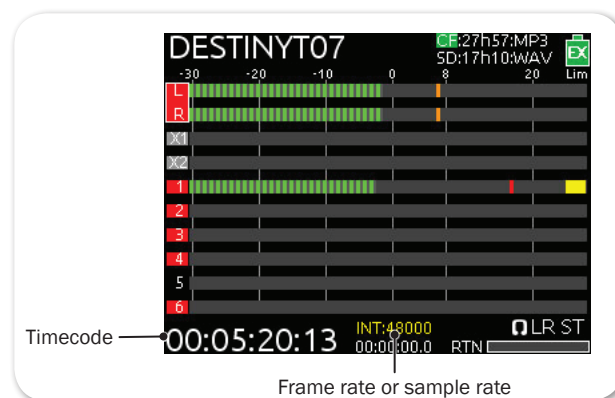 DESTINYT07
CF:27h57:MP3
SD:17h10:WAV
EX
-30 -20 -10 0 8 20 Lim
L
R
X1
X2
1
2
3
4
5
6
Timecode
00:05:20:13
INT:48000
00:00:00.0
LR ST
RTN
Frame rate or sample rate